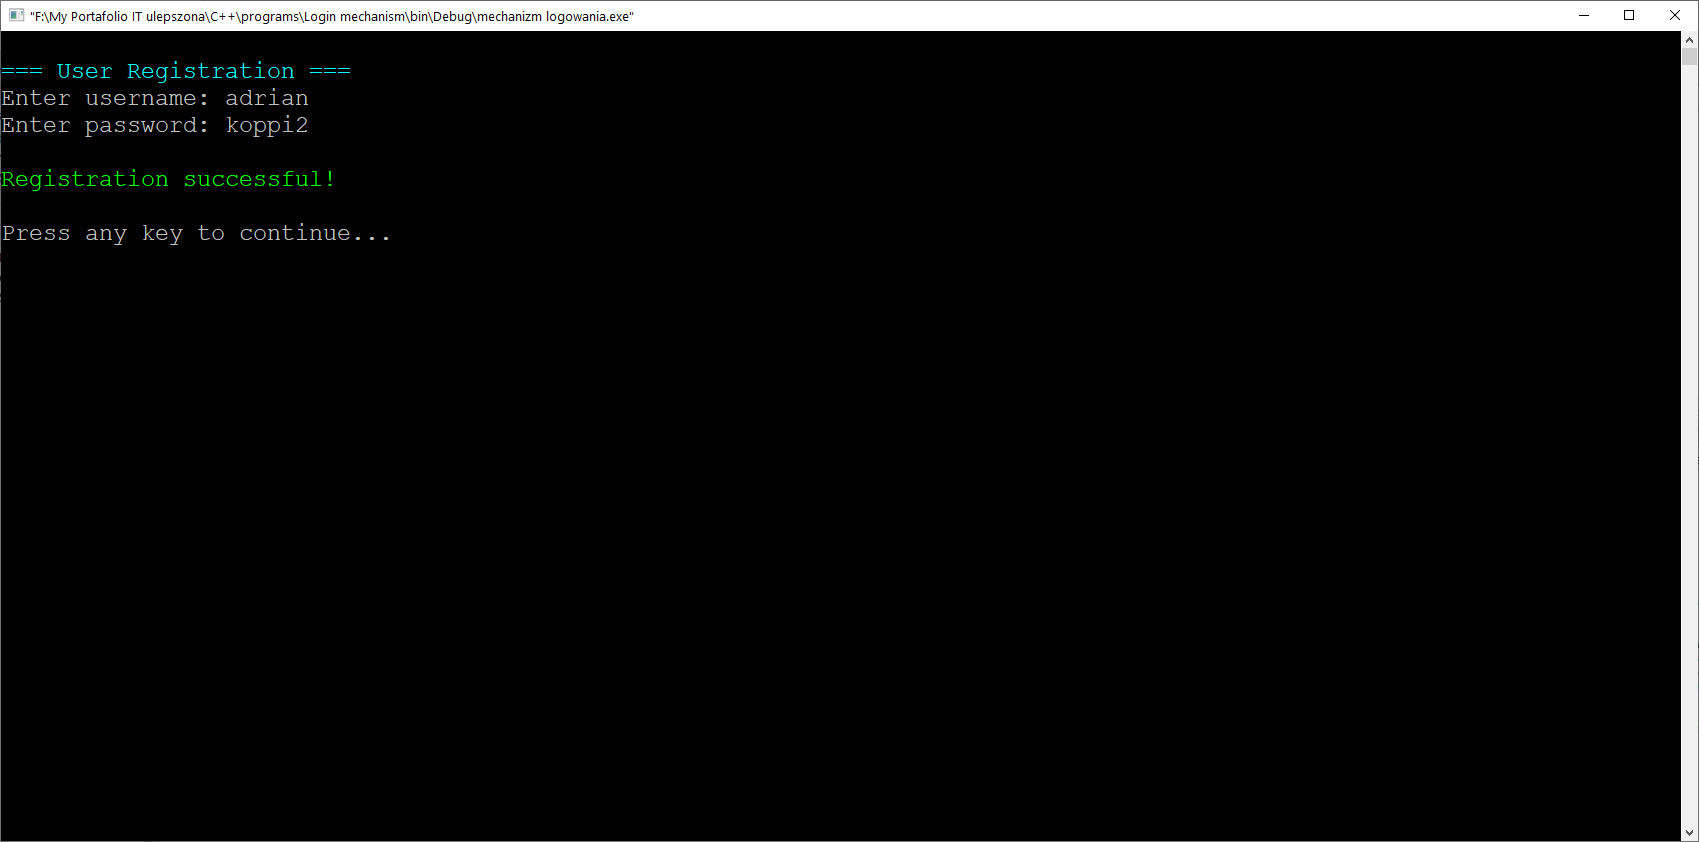 "F:\My Portafolio IT ulepszona\C++\programs\Login mechanism\bin\Debug\mechanizm logowania.exe"
=== User Registration ===
Enter username: adrian
Enter password: koppi2
Registration successful!
Press any key to continue...